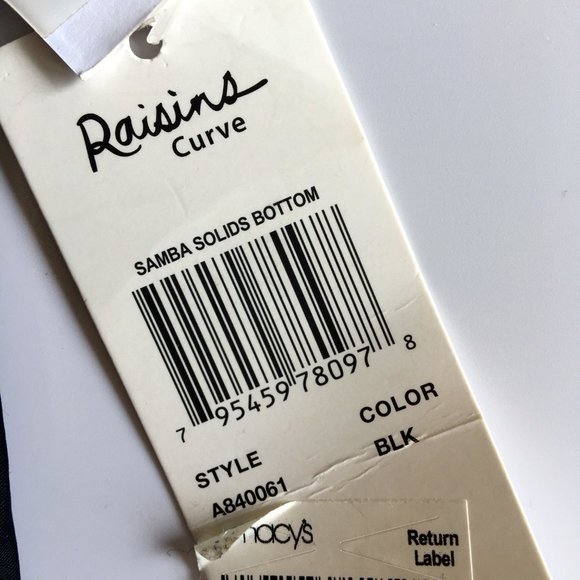 Raisins
Curve
SAMBA SOLIDS BOTTOM
7 95459 78097 8
STYLE COLOR
A840061 BLK
macy's Return
Label